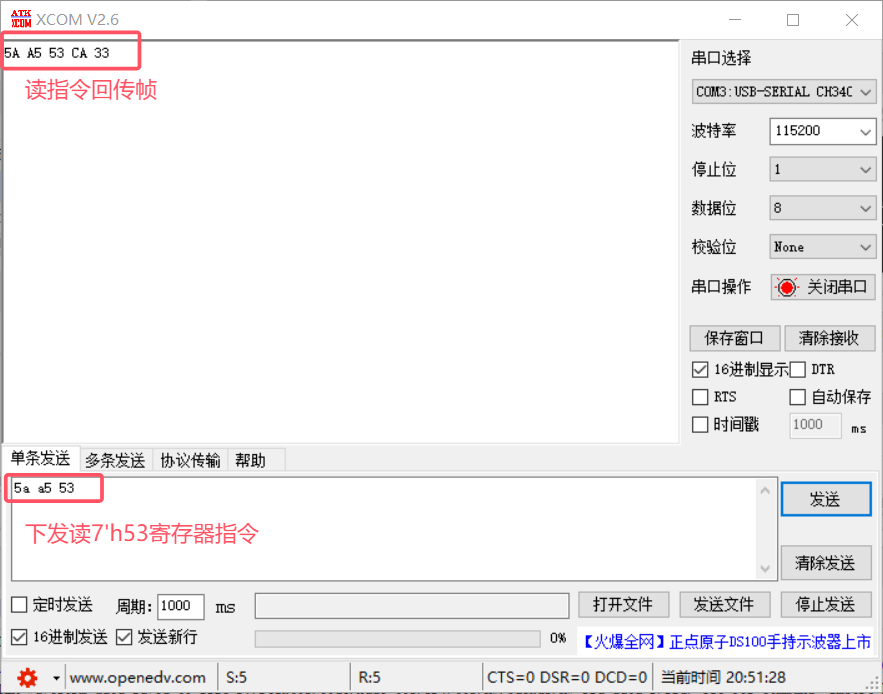 ATK
XCOM
XCOM V2.6
5A A5 53 CA 33
读指令回传帧
串口选择
COM3:USB-SERIAL CH340
波特率
115200
停止位
1
数据位
8
校验位
None
串口操作
关闭串口
保存窗口
清除接收
16进制显示
DTR
RTS
自动保存
时间戳
1000
ms
单条发送
多条发送
协议传输
帮助
5a a5 53
下发读7'h53寄存器指令
发送
清除发送
定时发送
周期:
1000
ms
打开文件
发送文件
停止发送
16进制发送
发送新行
0%
【火爆全网】正点原子DS100手持示波器上市
www.openedv.com
S:5
R:5
CTS=0 DSR=0 DCD=0
当前时间 20:51:28